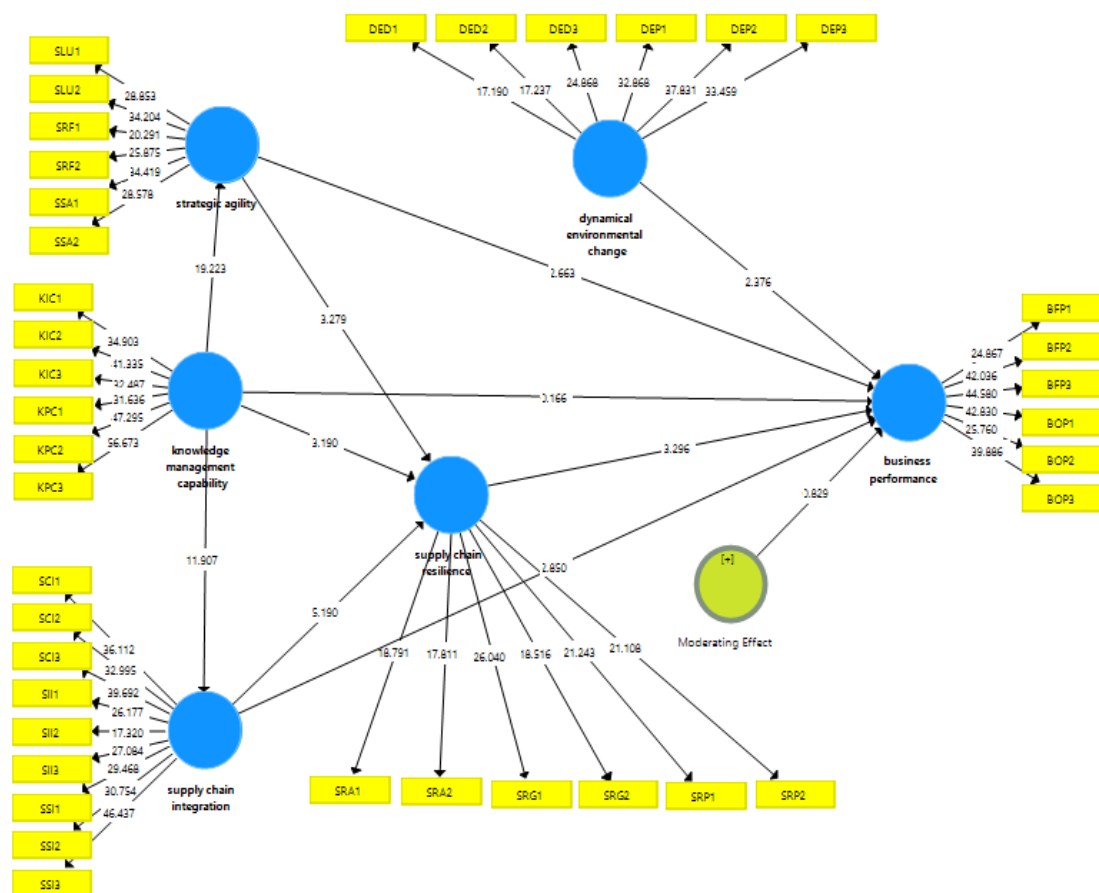 SLU1
SLU2
SRF1
SRF2
SSA1
SSA2
28.853
34.204
20.291
25.875
34.419
28.578
strategic agility
DED1
DED2
DED3
DEP1
DEP2
DEP3
17.190
17.237
24.868
32.868
37.831
33.459
dynamical
environmental
change
19.223
3.279
2.663
2.376
KIC1
KIC2
KIC3
KPC1
KPC2
KPC3
34.903
41.335
32.487
31.636
47.295
56.673
knowledge
management
capability
0.166
3.190
3.296
BFP1
BFP2
BFP3
BOP1
BOP2
BOP3
24.867
42.036
44.580
42.830
25.760
39.886
business
performance
0.829
[+]
Moderating Effect
supply chain
resilience
2.850
11.907
5.190
SCI1
SCI2
SCI3
SII1
SII2
SII3
SSI1
SSI2
SSI3
36.112
32.995
39.692
26.177
17.320
27.084
29.468
30.754
46.437
supply chain
integration
18.791
17.811
26.040
18.516
21.243
21.108
SRA1
SRA2
SRG1
SRG2
SRP1
SRP2